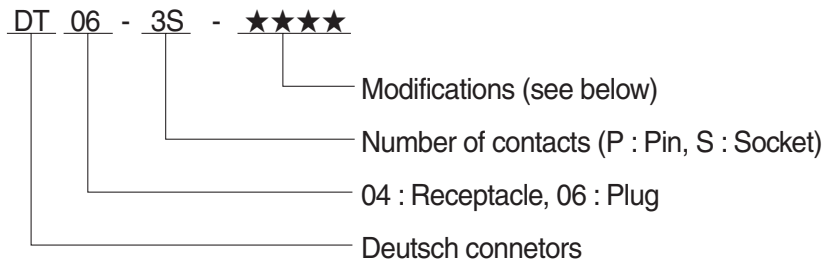 DT 06 - 3S - ★★★★
Modifications (see below)
Number of contacts (P : Pin, S : Socket)
04 : Receptacle, 06 : Plug
Deutsch connetors